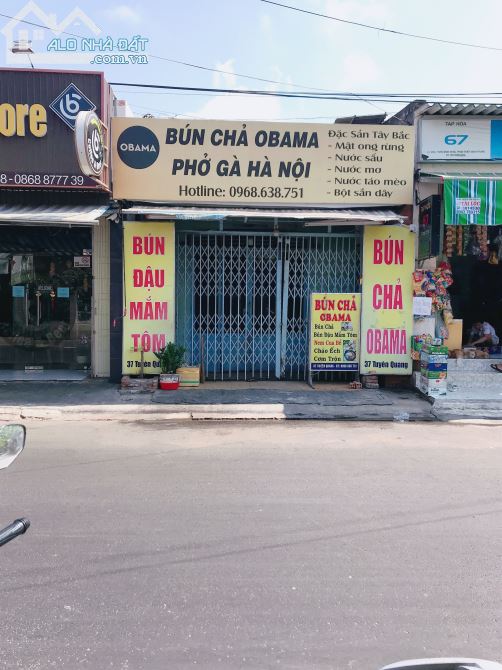 ALO NHÀ ĐẤT
.com.vn
ore
8 - 0868 8777 39
OBAMA
BÚN CHẢ OBAMA
PHỞ GÀ HÀ NỘI
Hotline: 0968.638.751
Đặc Sản Tây Bắc
- Mật ong rừng
- Nước sấu
- Nước mơ
- Nước táo mèo
- Bột sắn dây
TẠP HÓA
67
BÚN
ĐẬU
MẮM
TÔM
37 Tuyên Quang
BÚN CHẢ
OBAMA
Bún Chả
Bún Đậu Mắm Tôm
Nem Cua Bể
Cháo Ếch
Cơm Trộn
BÚN
CHẢ
OBAMA
37 Tuyên Quang